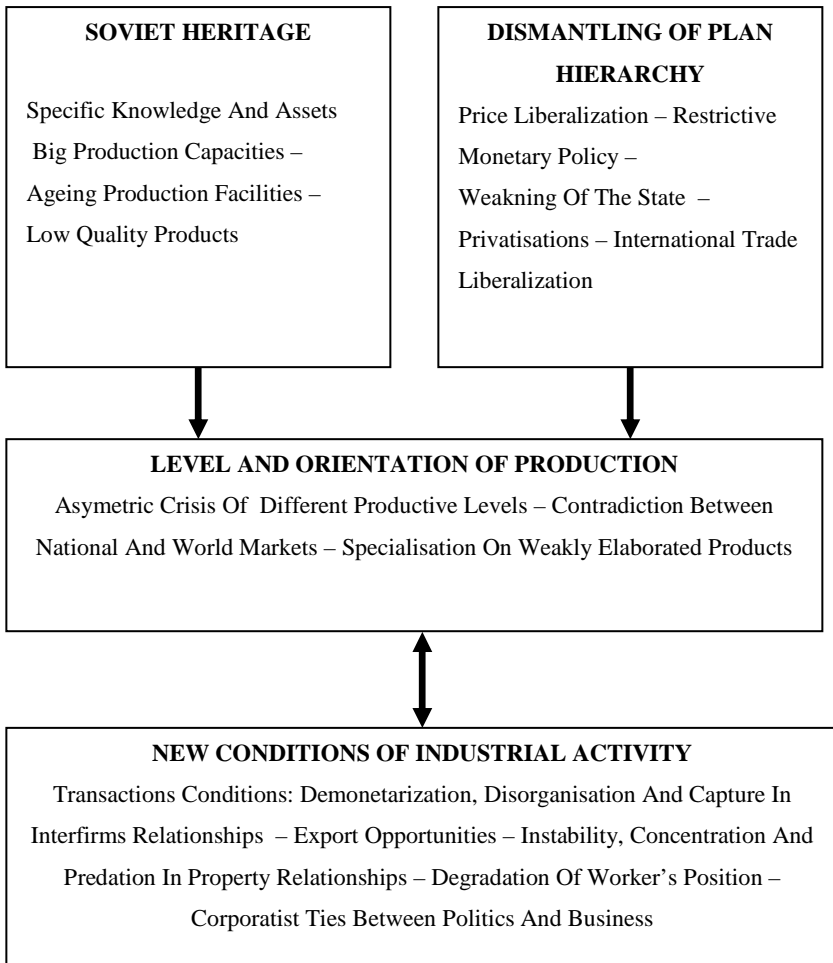 SOVIET HERITAGE
Specific Knowledge And Assets
Big Production Capacities –
Ageing Production Facilities –
Low Quality Products
DISMANTLING OF PLAN
HIERARCHY
Price Liberalization – Restrictive
Monetary Policy –
Weakning Of The State –
Privatisations – International Trade
Liberalization
LEVEL AND ORIENTATION OF PRODUCTION
Asymetric Crisis Of Different Productive Levels – Contradiction Between
National And World Markets – Specialisation On Weakly Elaborated Products
NEW CONDITIONS OF INDUSTRIAL ACTIVITY
Transactions Conditions: Demonetarization, Disorganisation And Capture In
Interfirms Relationships – Export Opportunities – Instability, Concentration And
Predation In Property Relationships – Degradation Of Worker’s Position –
Corporatist Ties Between Politics And Business